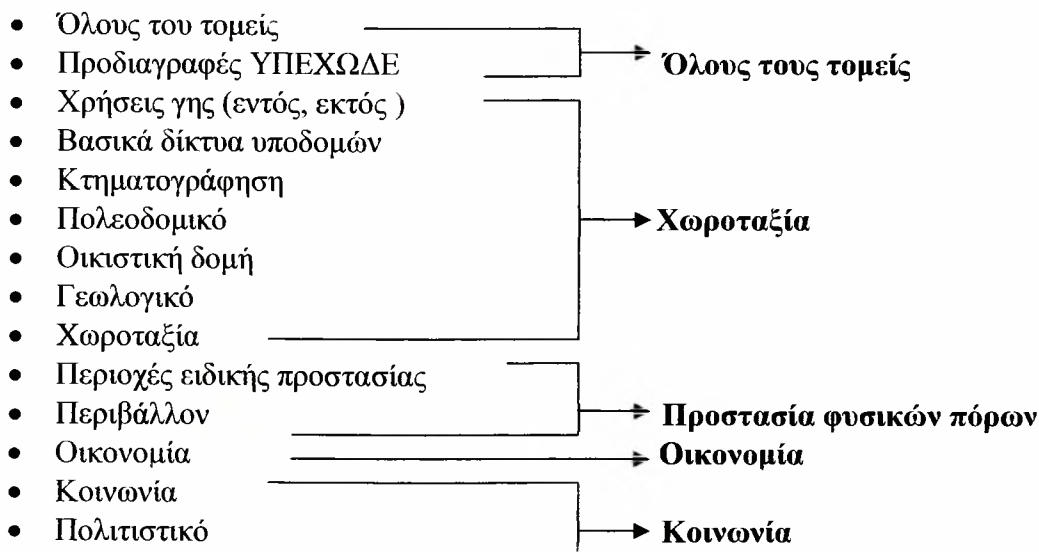 • Όλους του τομείς
• Προδιαγραφές ΥΠΕΧΩΔΕ
Όλους τους τομείς
• Χρήσεις γης (εντός, εκτός )
• Βασικά δίκτυα υποδομών
• Κτηματογράφηση
• Πολεοδομικό
Χωροταξία
• Οικιστική δομή
• Γεωλογικό
• Χωροταξία
• Περιοχές ειδικής προστασίας
• Περιβάλλον
Προστασία φυσικών πόρων
• Οικονομία
Οικονομία
• Κοινωνία
• Πολιτιστικό
Κοινωνία